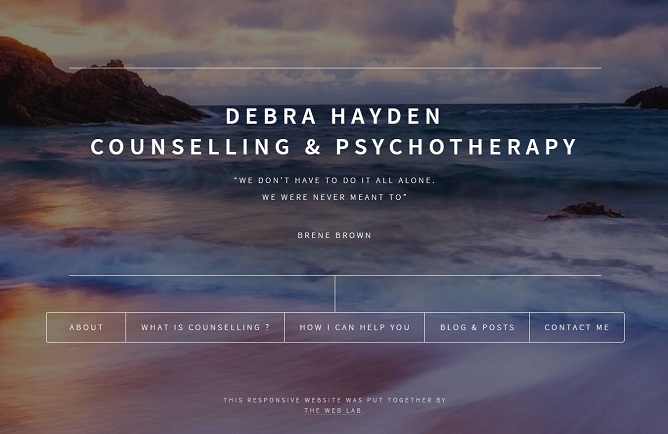 DEBRA HAYDEN
COUNSELLING & PSYCHOTHERAPY
“WE DON'T HAVE TO DO IT ALL ALONE.
WE WERE NEVER MEANT TO”
BRENE BROWN
ABOUT
WHAT IS COUNSELLING ?
HOW I CAN HELP YOU
BLOG & POSTS
CONTACT ME
THIS RESPONSIVE WEBSITE WAS PUT TOGETHER BY
THE WEB LAB.